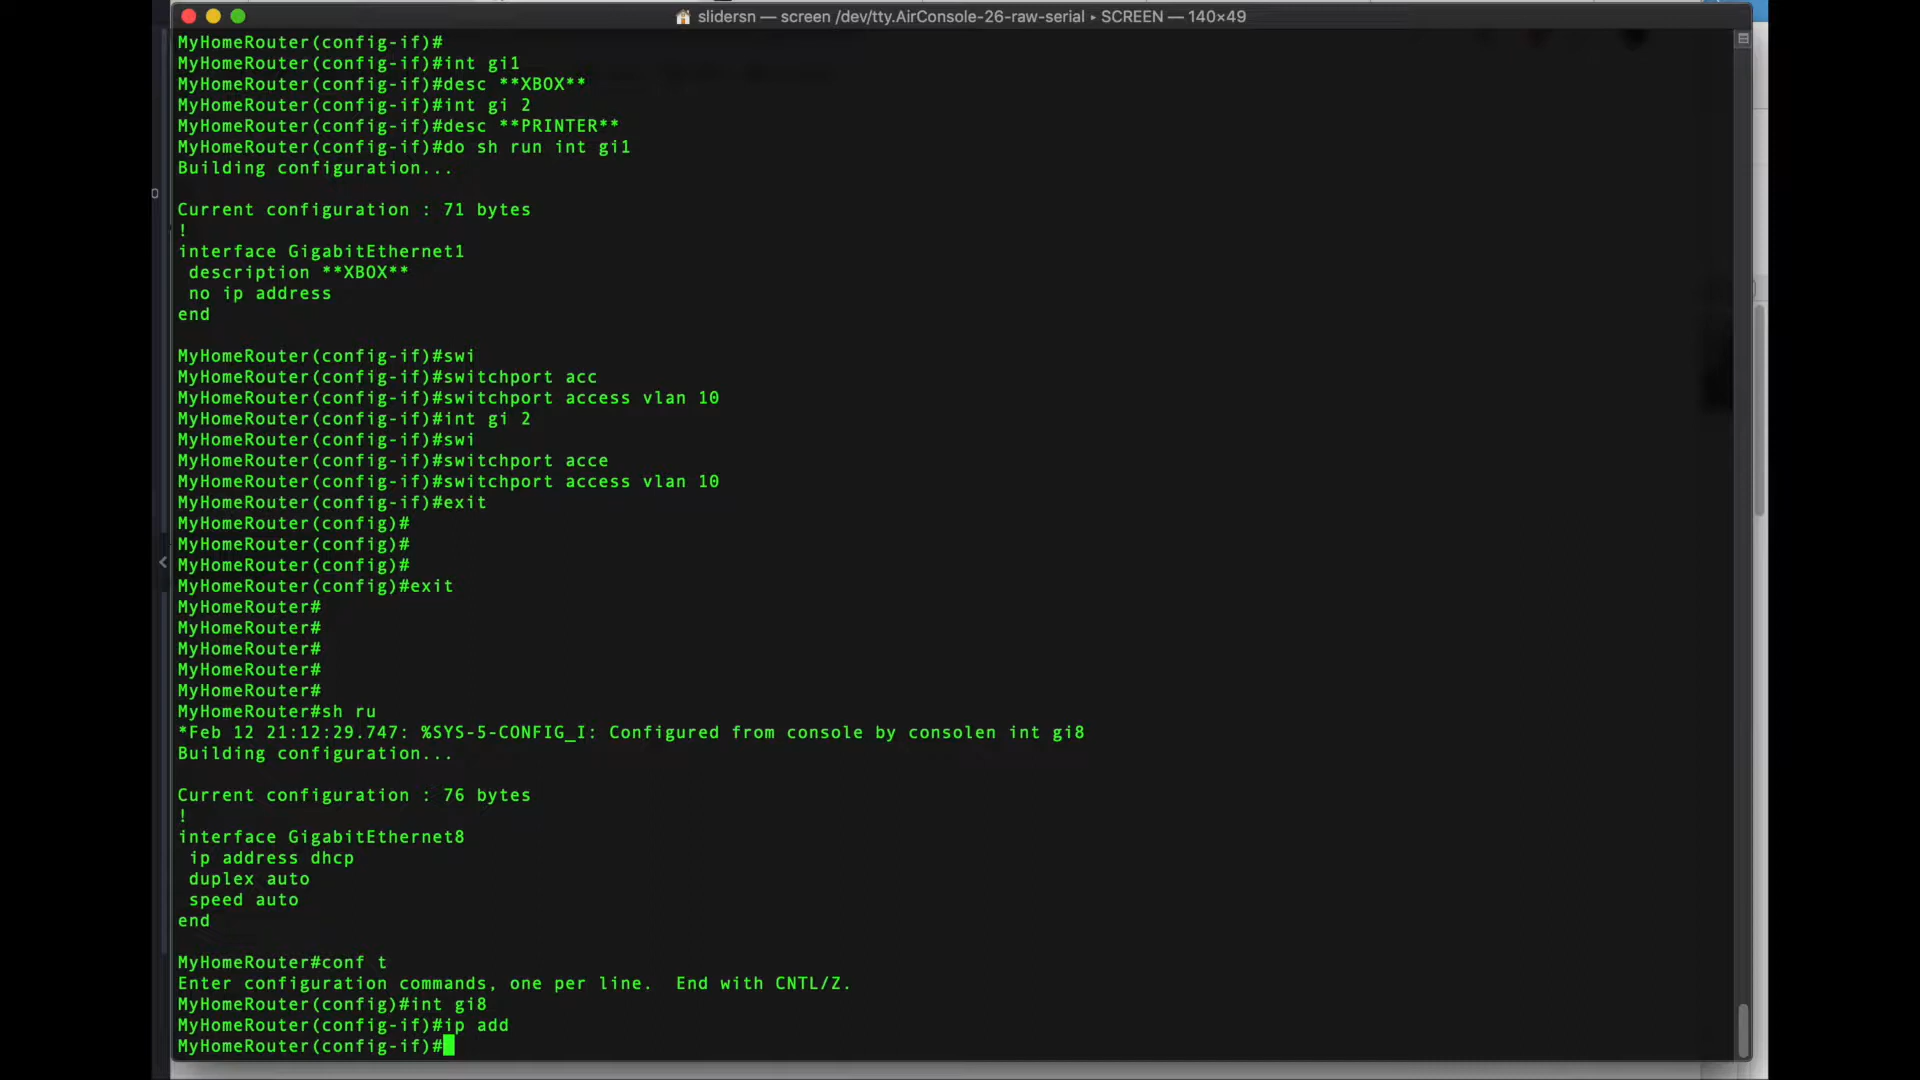 slidersn — screen /dev/tty.AirConsole-26-raw-serial ▸ SCREEN — 140×49
MyHomeRouter(config-if)#
MyHomeRouter(config-if)#int gi1
MyHomeRouter(config-if)#desc **XBOX**
MyHomeRouter(config-if)#int gi 2
MyHomeRouter(config-if)#desc **PRINTER**
MyHomeRouter(config-if)#do sh run int gi1
Building configuration...
Current configuration : 71 bytes
!
interface GigabitEthernet1
description **XBOX**
no ip address
end
MyHomeRouter(config-if)#swi
MyHomeRouter(config-if)#switchport acc
MyHomeRouter(config-if)#switchport access vlan 10
MyHomeRouter(config-if)#int gi 2
MyHomeRouter(config-if)#swi
MyHomeRouter(config-if)#switchport acce
MyHomeRouter(config-if)#switchport access vlan 10
MyHomeRouter(config-if)#exit
MyHomeRouter(config)#
MyHomeRouter(config)#
MyHomeRouter(config)#
MyHomeRouter(config)#exit
MyHomeRouter#
MyHomeRouter#
MyHomeRouter#
MyHomeRouter#
MyHomeRouter#
MyHomeRouter#sh ru
*Feb 12 21:12:29.747: %SYS-5-CONFIG_I: Configured from console by consolen int gi8
Building configuration...
Current configuration : 76 bytes
!
interface GigabitEthernet8
ip address dhcp
duplex auto
speed auto
end
MyHomeRouter#conf t
Enter configuration commands, one per line.  End with CNTL/Z.
MyHomeRouter(config)#int gi8
MyHomeRouter(config-if)#ip add
MyHomeRouter(config-if)#